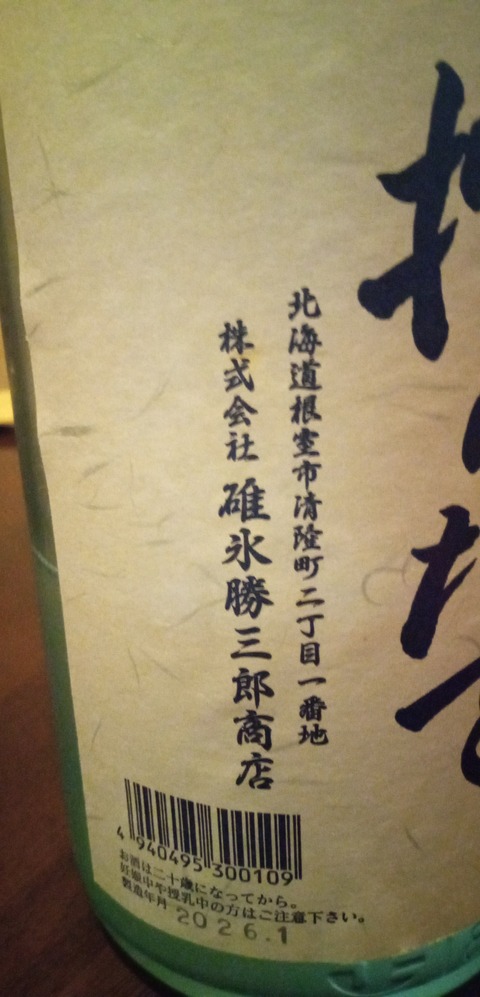 北海道根室市清隆町二丁目一番地
株式会社 碓氷勝三郎商店
4 940495 300109
お酒は二十歳になってから。
妊娠中や授乳中の方はご注意下さい。
製造年月 2026.1